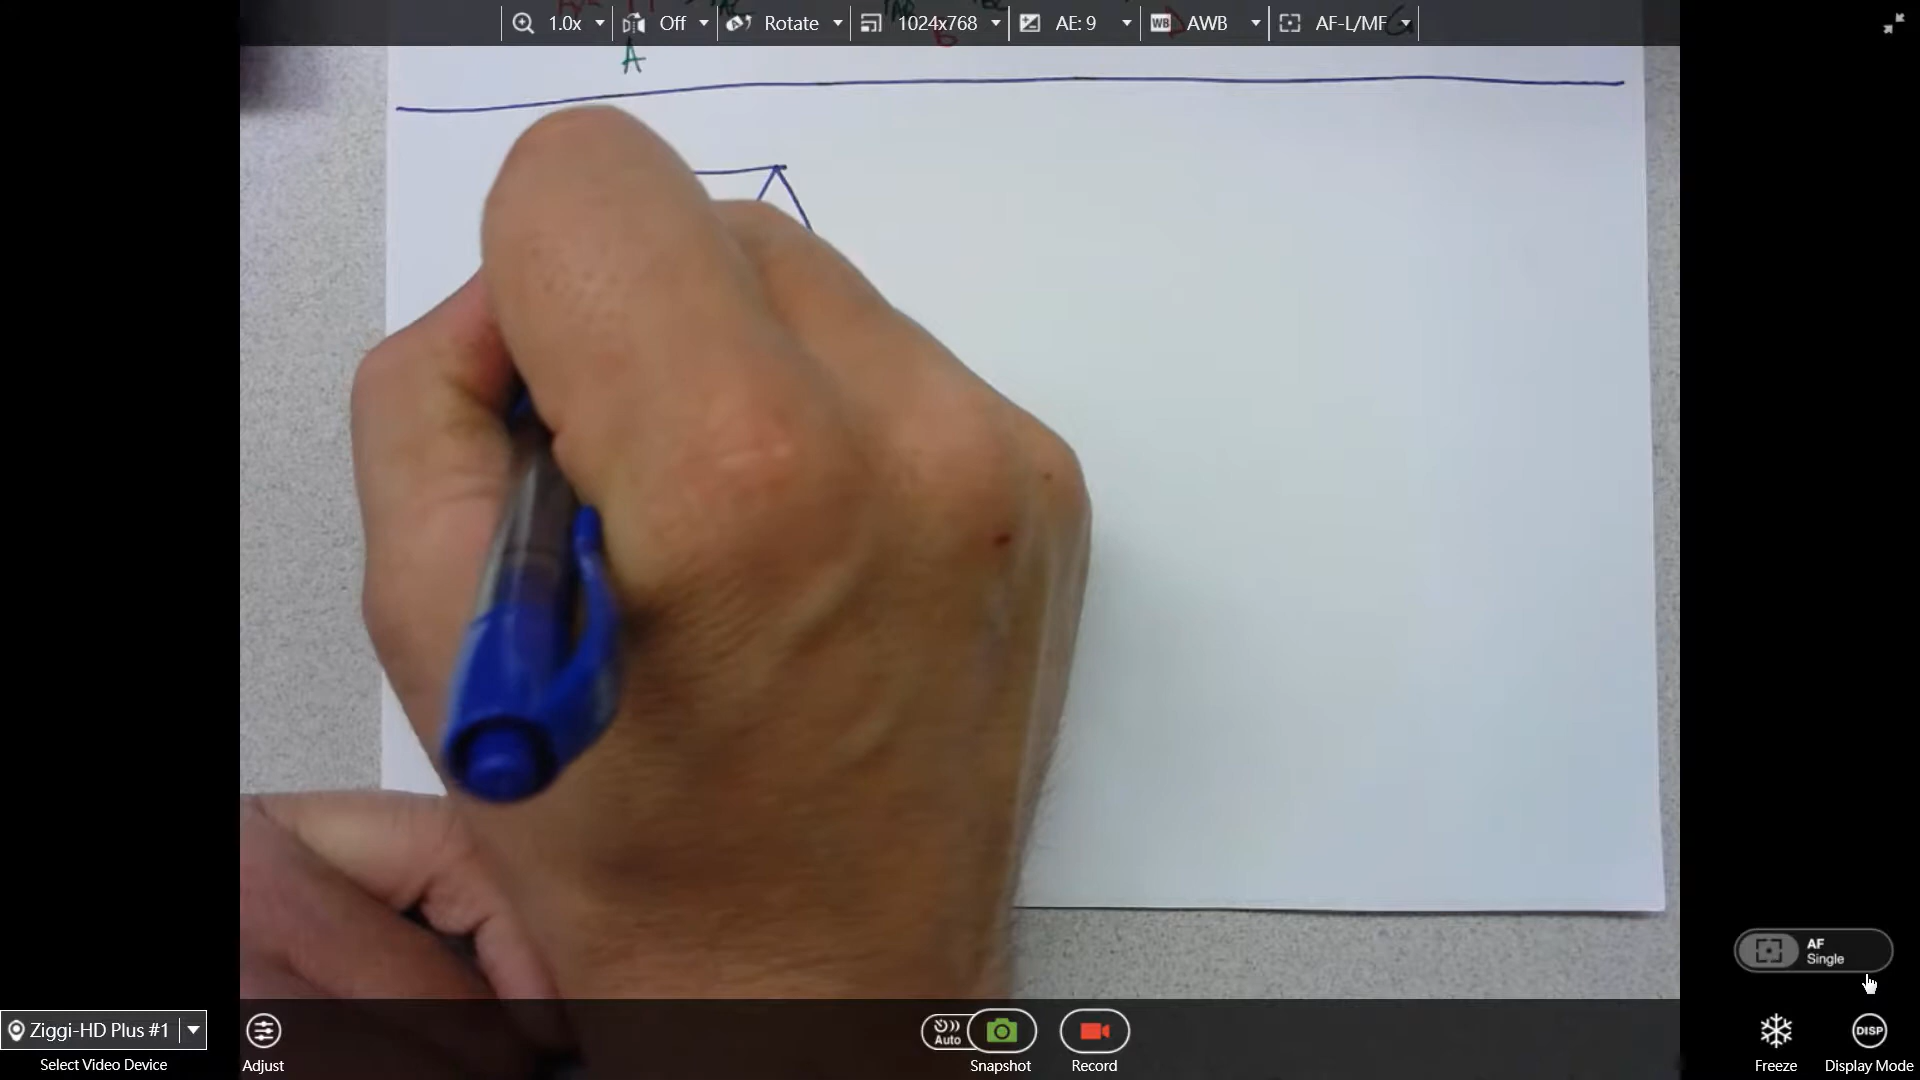 1.0x Off Rotate 1024x768 AE: 9 WB AWB AF-L/MF
A
AF
Single
Ziggi-HD Plus #1
Select Video Device
Adjust
Auto
Snapshot
Record
Freeze
DISP
Display Mode